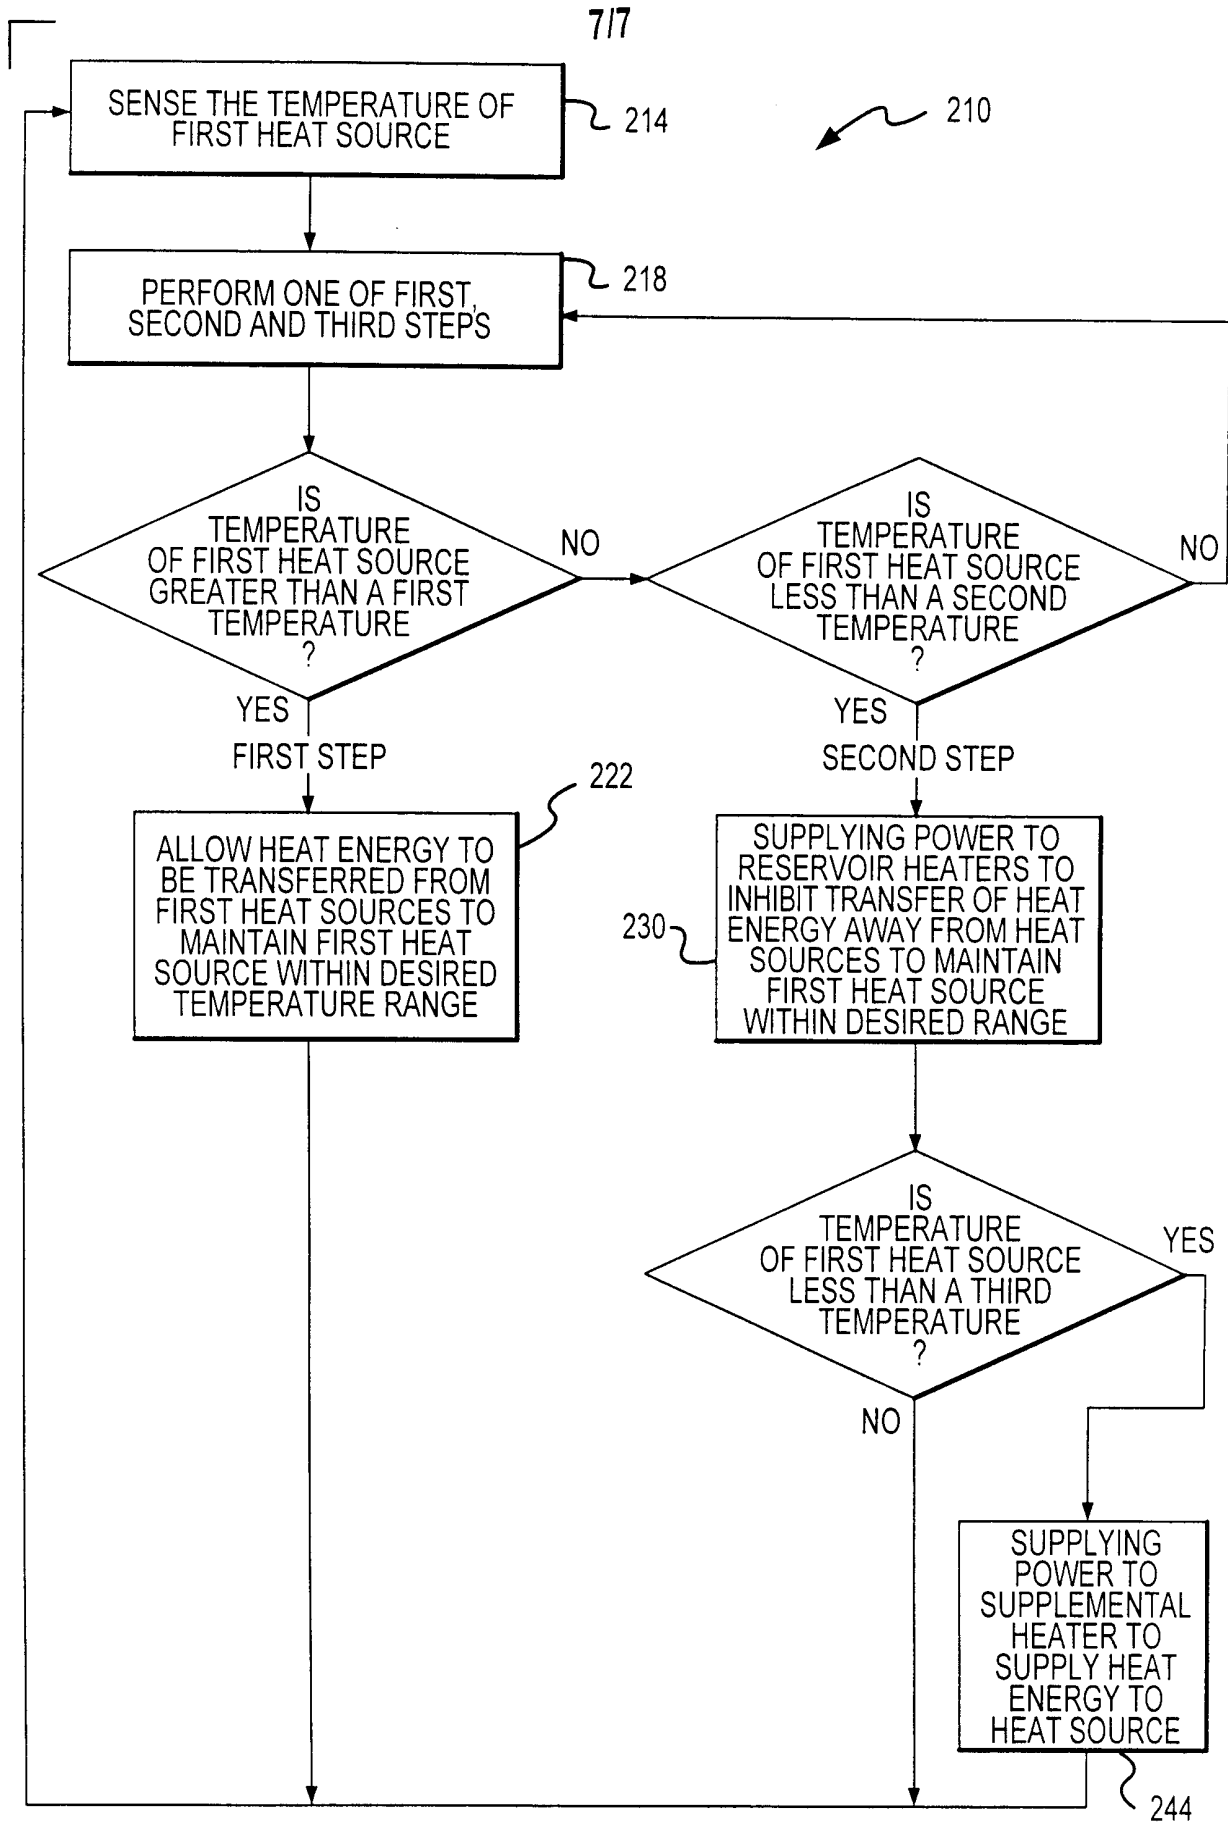 7/7
SENSE THE TEMPERATURE OF
FIRST HEAT SOURCE
214
210
PERFORM ONE OF FIRST,
SECOND AND THIRD STEPS
218
IS
TEMPERATURE
OF FIRST HEAT SOURCE
GREATER THAN A FIRST
TEMPERATURE
?
NO
IS
TEMPERATURE
OF FIRST HEAT SOURCE
LESS THAN A SECOND
TEMPERATURE
?
NO
YES
FIRST STEP
YES
SECOND STEP
222
ALLOW HEAT ENERGY TO
BE TRANSFERRED FROM
FIRST HEAT SOURCES TO
MAINTAIN FIRST HEAT
SOURCE WITHIN DESIRED
TEMPERATURE RANGE
230
SUPPLYING POWER TO
RESERVOIR HEATERS TO
INHIBIT TRANSFER OF HEAT
ENERGY AWAY FROM HEAT
SOURCES TO MAINTAIN
FIRST HEAT SOURCE
WITHIN DESIRED RANGE
IS
TEMPERATURE
OF FIRST HEAT SOURCE
LESS THAN A THIRD
TEMPERATURE
?
YES
NO
SUPPLYING
POWER TO
SUPPLEMENTAL
HEATER TO
SUPPLY HEAT
ENERGY TO
HEAT SOURCE
244